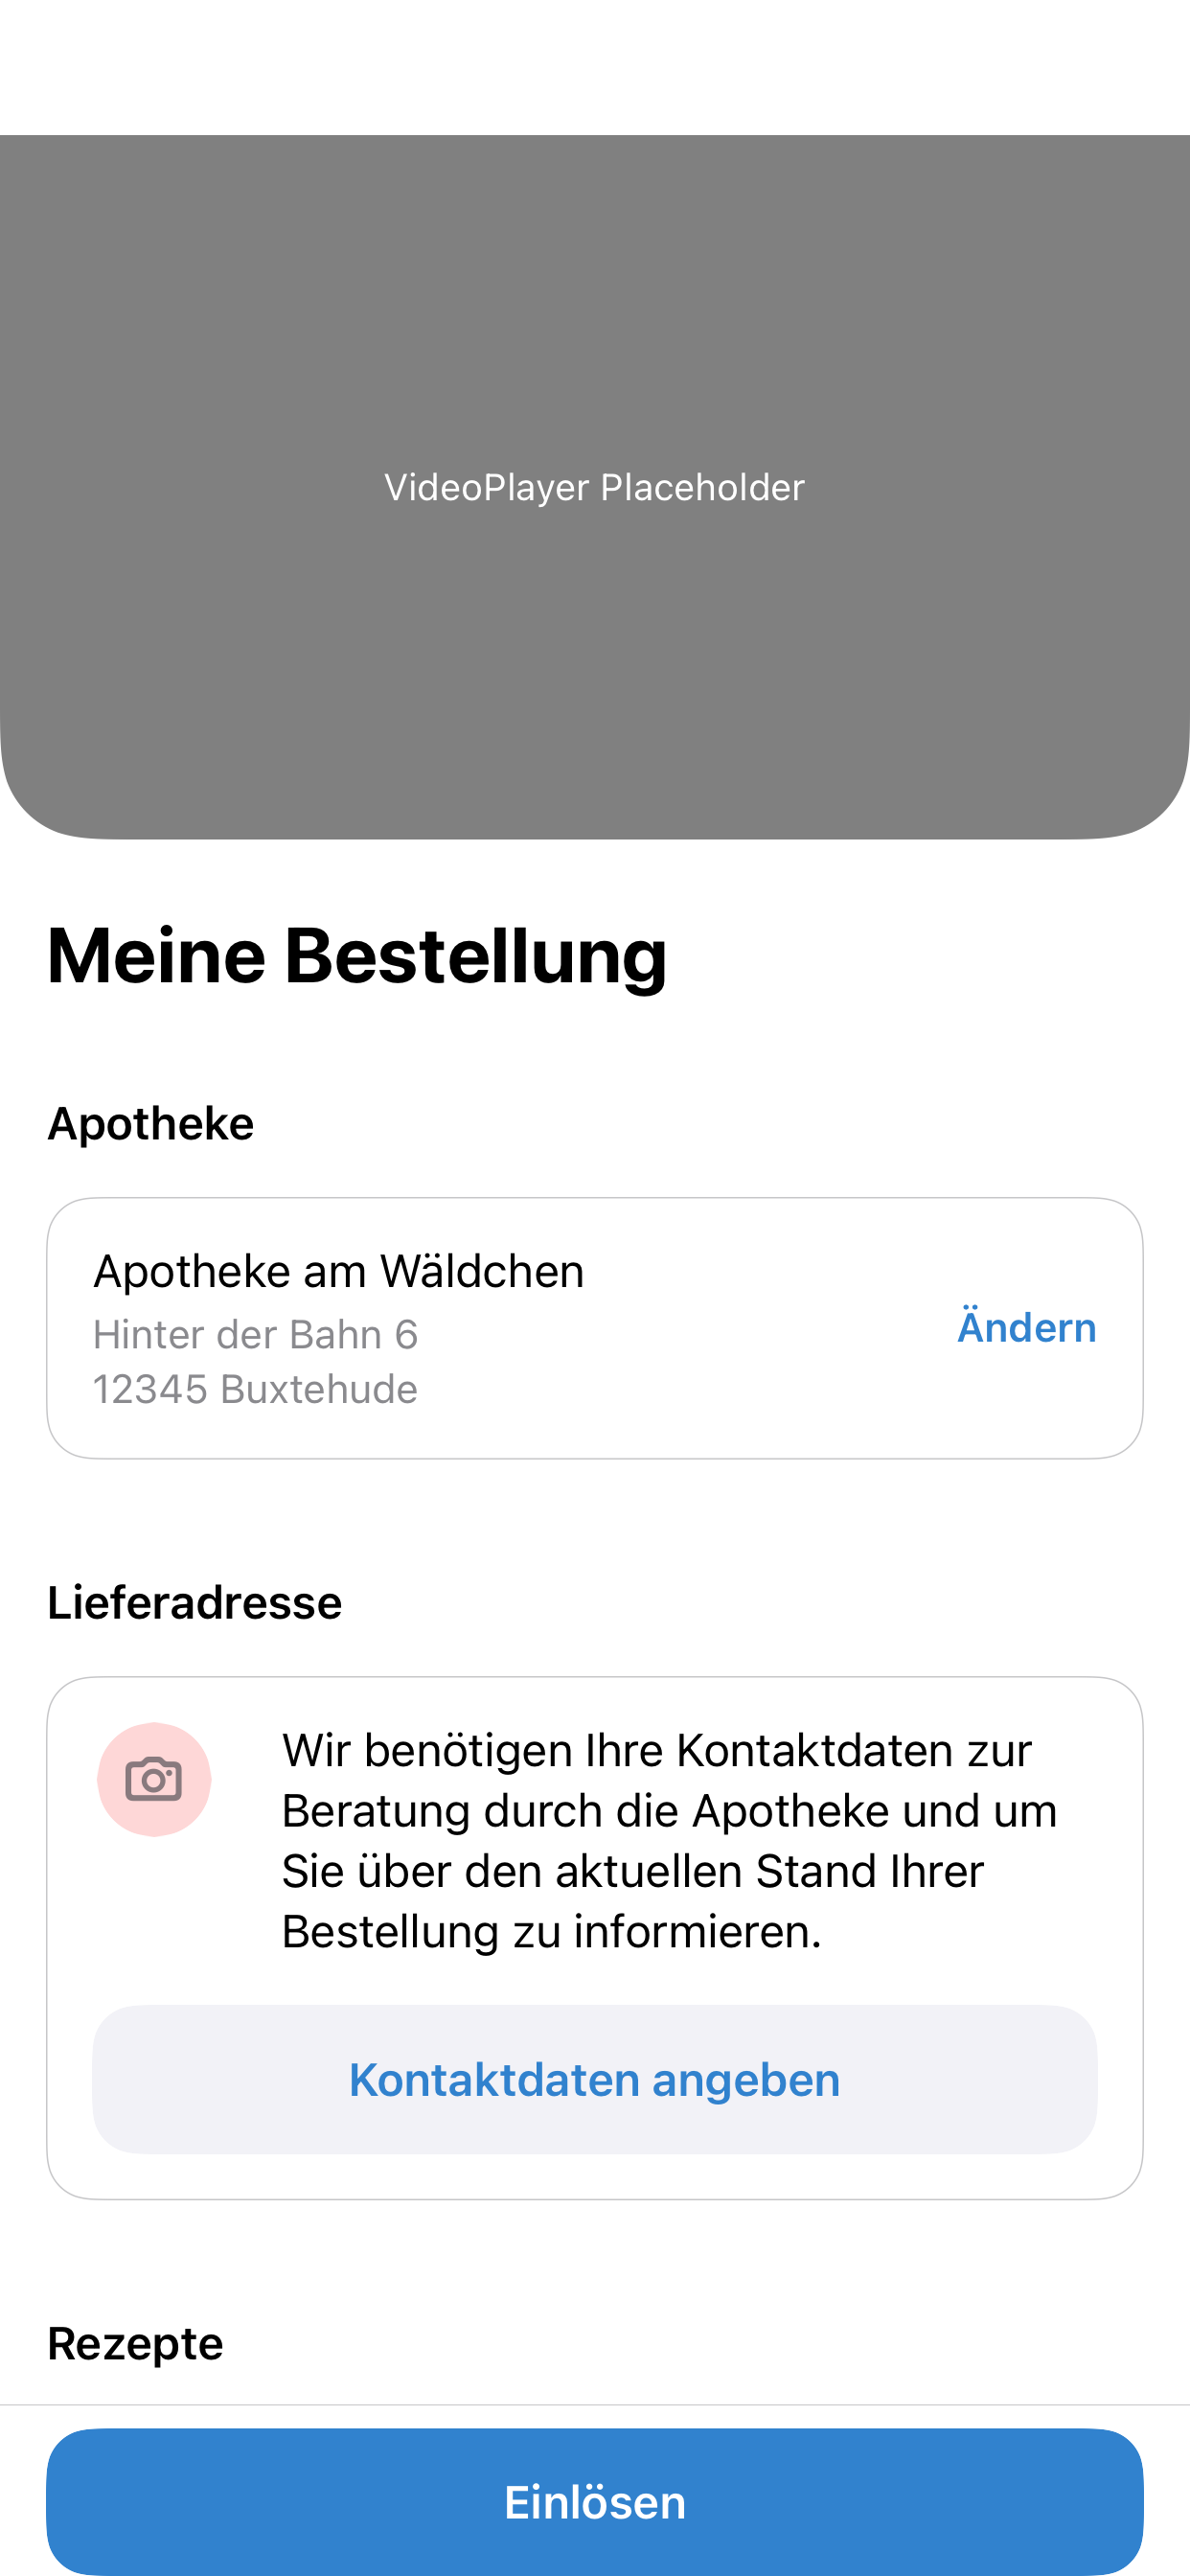 VideoPlayer Placeholder
Meine Bestellung
Apotheke
Apotheke am Wäldchen
Hinter der Bahn 6
12345 Buxtehude
Ändern
Lieferadresse
Wir benötigen Ihre Kontaktdaten zur
Beratung durch die Apotheke und um
Sie über den aktuellen Stand Ihrer
Bestellung zu informieren.
Kontaktdaten angeben
Rezepte
Einlösen